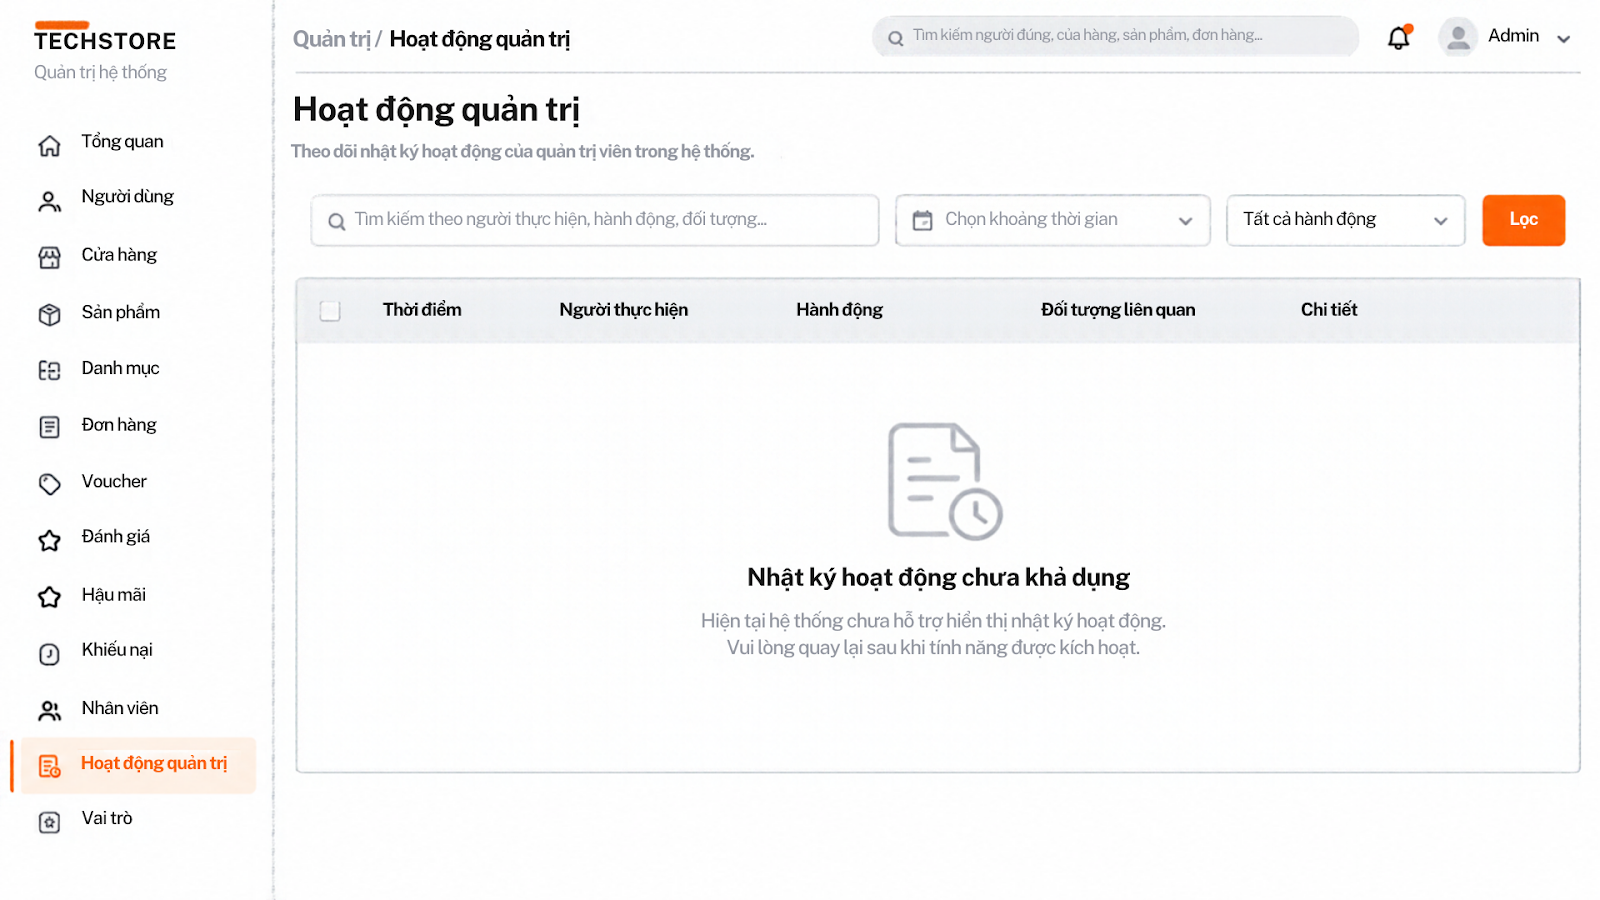 TECHSTORE
Quản trị hệ thống
Tổng quan
Người dùng
Cửa hàng
Sản phẩm
Danh mục
Đơn hàng
Voucher
Đánh giá
Hậu mãi
Khiếu nại
Nhân viên
Hoạt động quản trị
Vai trò
Quản trị / Hoạt động quản trị
Tìm kiếm người đúng, của hàng, sản phẩm, đơn hàng...
Admin
Hoạt động quản trị
Theo dõi nhật ký hoạt động của quản trị viên trong hệ thống.
Tìm kiếm theo người thực hiện, hành động, đối tượng...
Chọn khoảng thời gian
Tất cả hành động
Lọc
Thời điểm
Người thực hiện
Hành động
Đối tượng liên quan
Chi tiết
Nhật ký hoạt động chưa khả dụng
Hiện tại hệ thống chưa hỗ trợ hiển thị nhật ký hoạt động.
Vui lòng quay lại sau khi tính năng được kích hoạt.